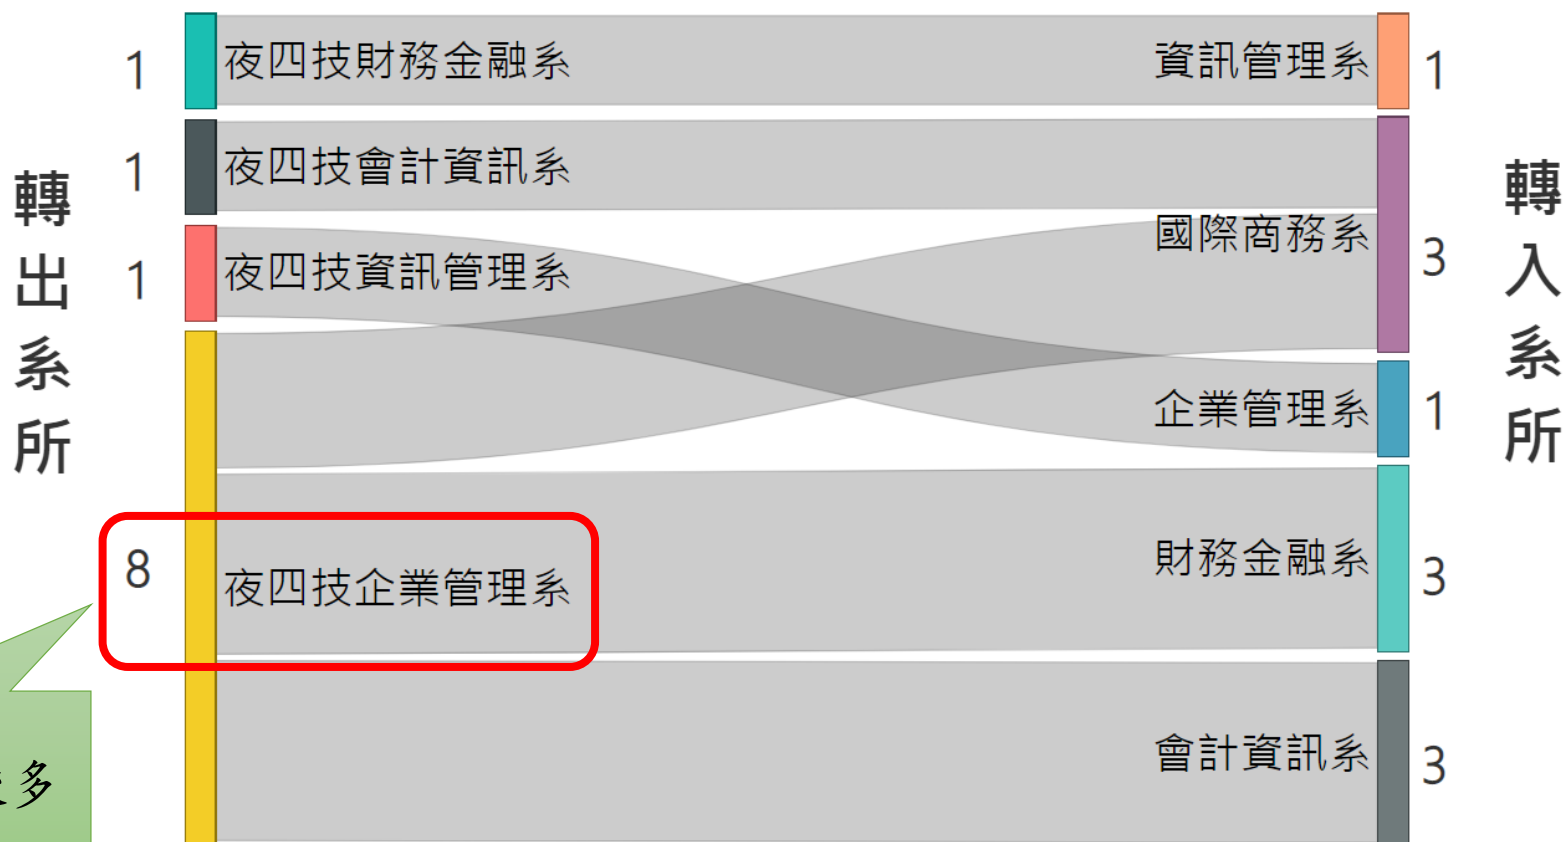 轉出系所
1 夜四技財務金融系
1 夜四技會計資訊系
1 夜四技資訊管理系
8 夜四技企業管理系
資訊管理系 1
國際商務系 3
企業管理系 1
財務金融系 3
會計資訊系 3
轉入系所
多